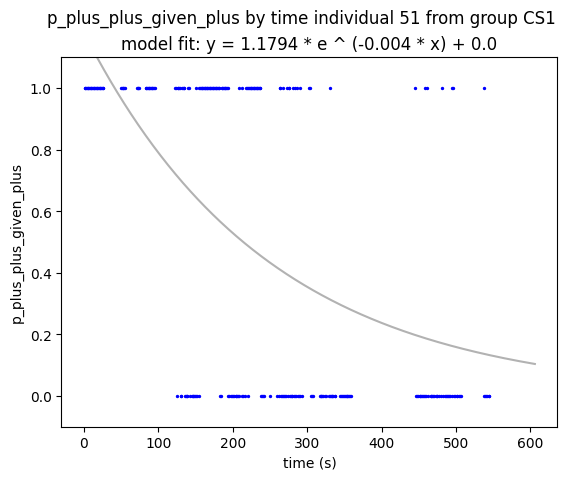 p_plus_plus_given_plus by time individual 51 from group CS1
model fit: y = 1.1794 * e ^ (-0.004 * x) + 0.0
p_plus_plus_given_plus
1.0
0.8
0.6
0.4
0.2
0.0
0 100 200 300 400 500 600
time (s)